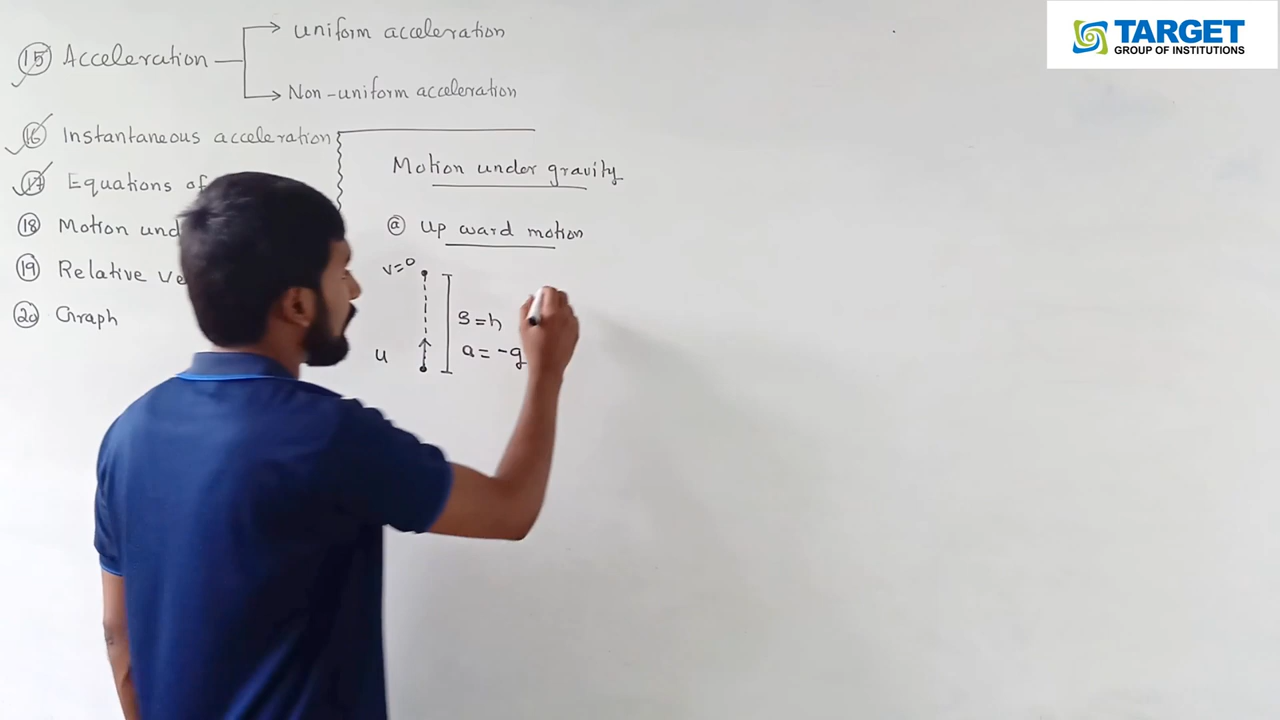 TARGET
GROUP OF INSTITUTIONS
(15) Acceleration
uniform acceleration
Non-uniform acceleration
(16) Instantaneous acceleration
(17) Equations of
(18) Motion und
(19) Relative ve
(20) Graph
Motion under gravity
(a) Up ward motion
v=0
u
S=h
a=-g